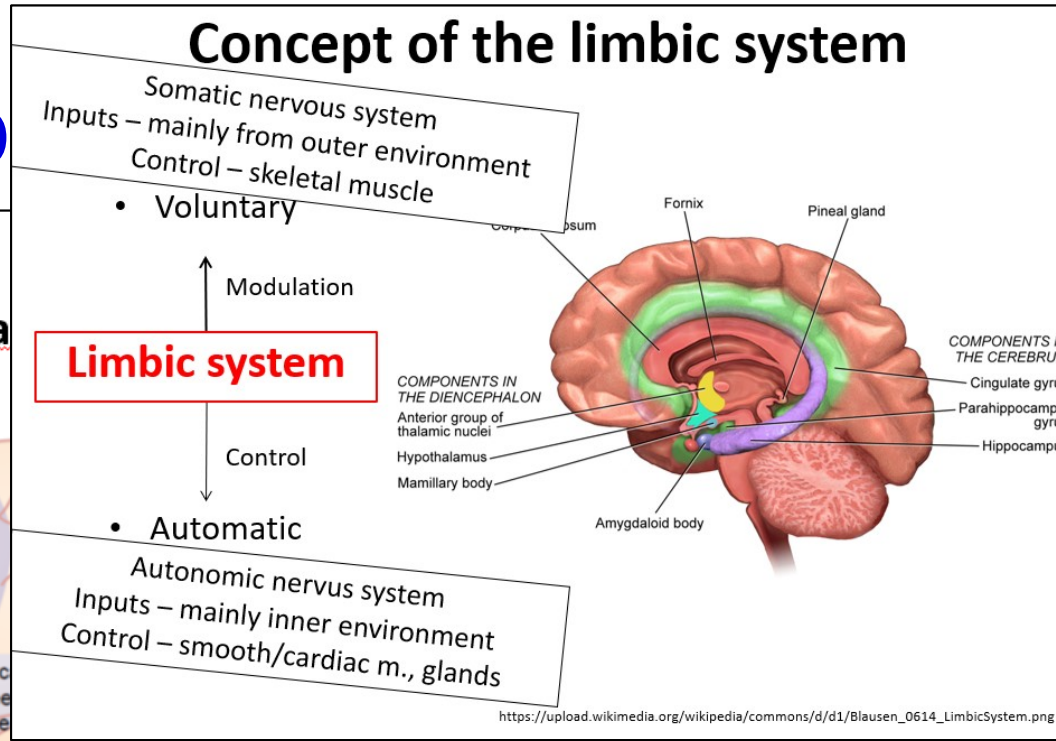 Concept of the limbic system
Somatic nervous system
Inputs – mainly from outer environment
Control – skeletal muscle
• Voluntary
Modulation
Limbic system
Control
• Automatic
Autonomic nervus system
Inputs – mainly inner environment
Control – smooth/cardiac m., glands
Fornix
Pineal gland
COMPONENTS IN
THE DIENCEPHALON
Anterior group of
thalamic nuclei
Hypothalamus
Mamillary body
Amygdaloid body
COMPONENTS
THE
Cingulate
Parahippocamp
Hippocamp
https://upload.wikimedia.org/wikipedia/commons/d/d1/Blausen_0614_LimbicSystem.png